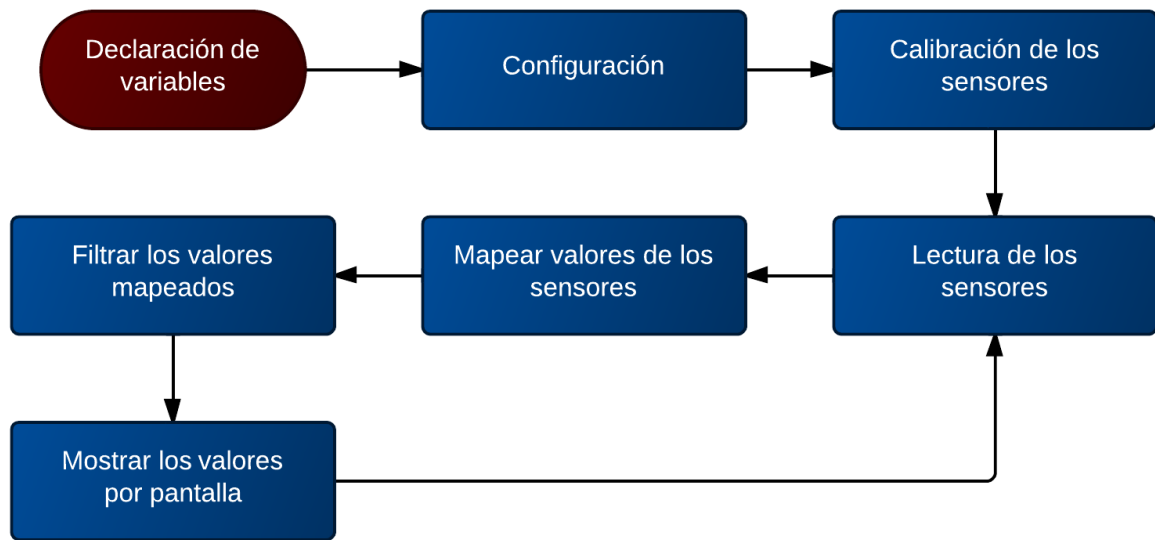 Declaración de
variables
Configuración
Calibración de los
sensores
Filtrar los valores
mapeados
Mapear valores de los
sensores
Lectura de los
sensores
Mostrar los valores
por pantalla